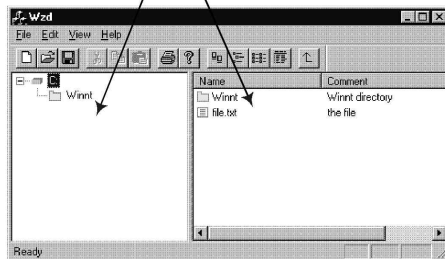 Wzd
File Edit View Help
C:
Winnt
Name Comment
Winnt Winnt directory
file.txt the file
Ready